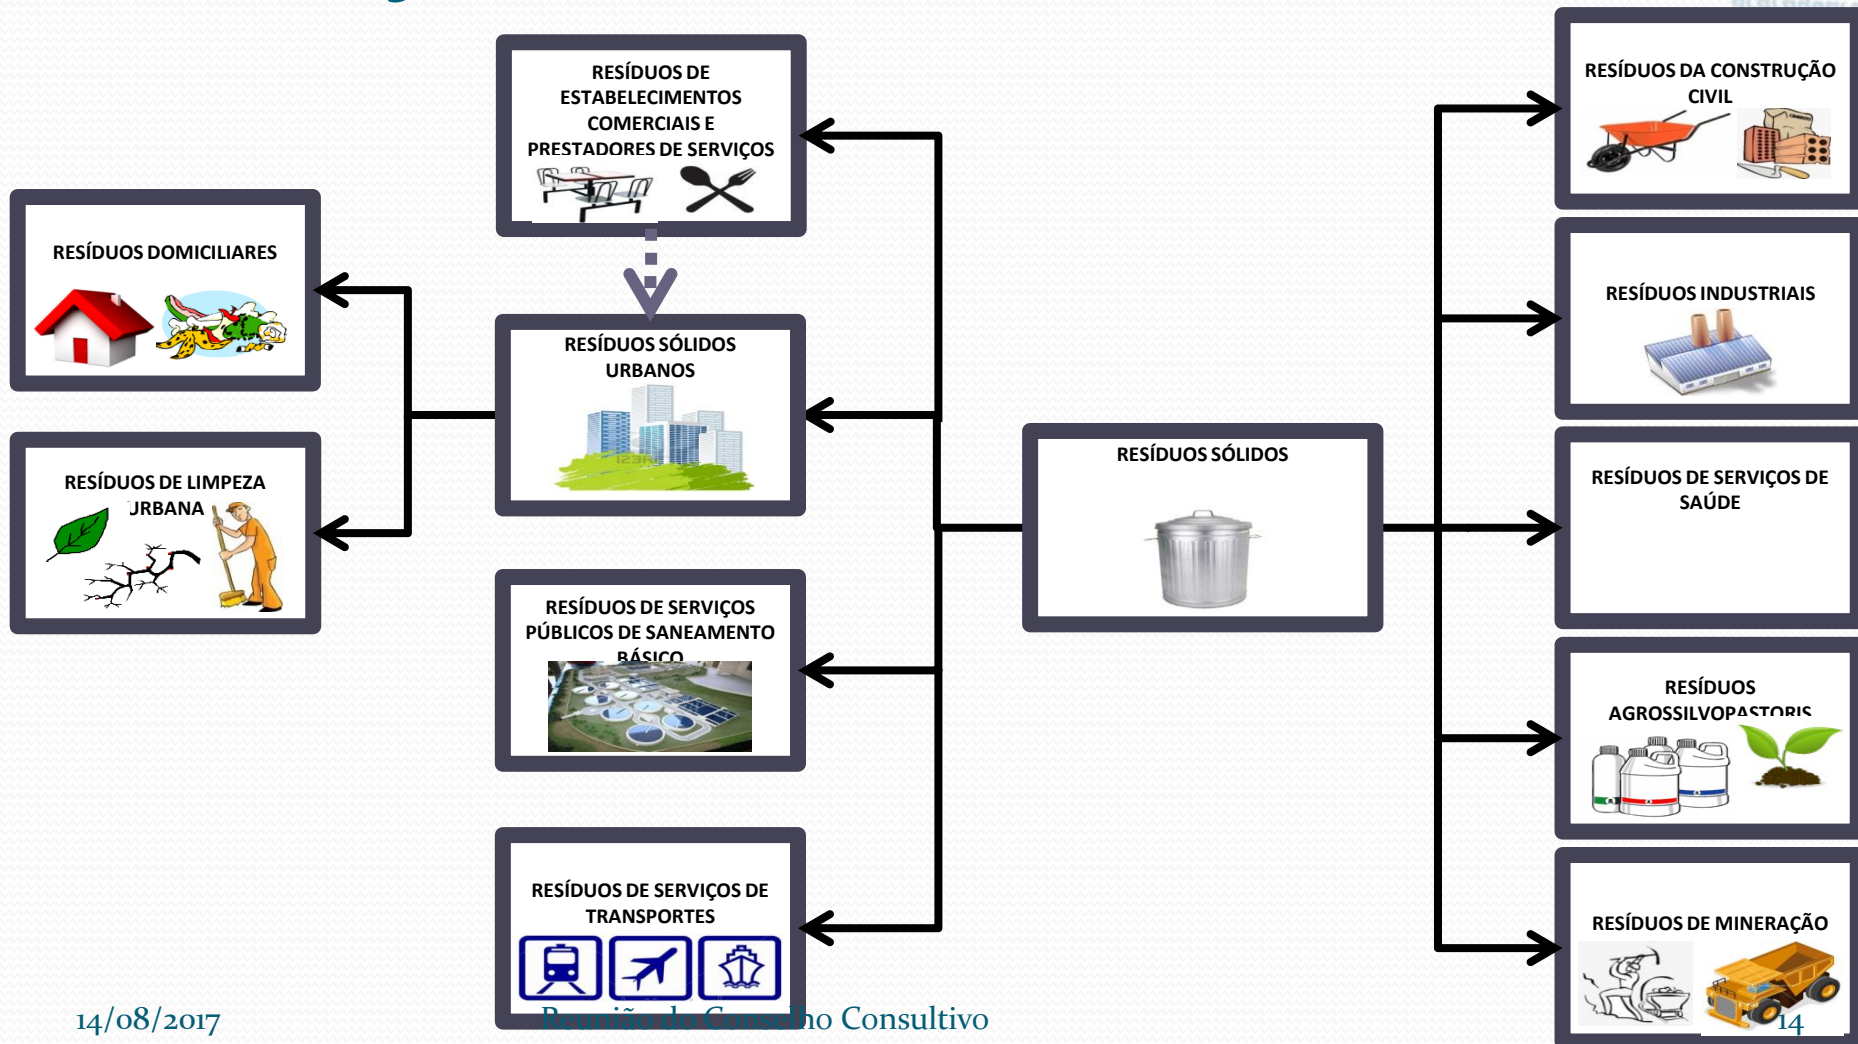 RESÍDUOS DE
ESTABELECIMENTOS
COMERCIAIS E
PRESTADORES DE SERVIÇOS
RESÍDUOS DA CONSTRUÇÃO
CIVIL
RESÍDUOS DOMICILIARES
RESÍDUOS SÓLIDOS
URBANOS
RESÍDUOS INDUSTRIAIS
RESÍDUOS DE LIMPEZA
URBANA
RESÍDUOS SÓLIDOS
RESÍDUOS DE SERVIÇOS DE
SAÚDE
RESÍDUOS DE SERVIÇOS
PÚBLICOS DE SANEAMENTO
BÁSICO
RESÍDUOS
AGROSSILVOPASTORIS
RESÍDUOS DE SERVIÇOS DE
TRANSPORTES
RESÍDUOS DE MINERAÇÃO
14/08/2017
Reunião do Conselho Consultivo
14